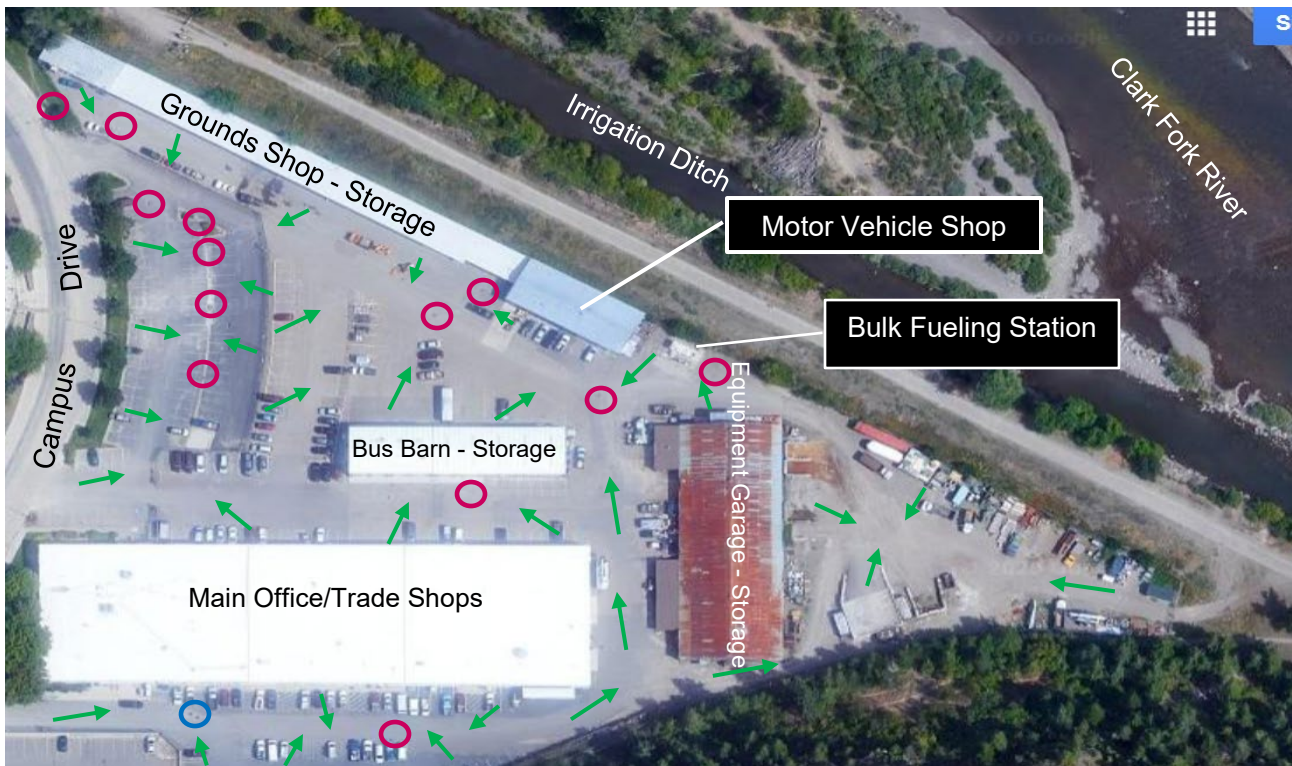 S
Clark Fork River
Irrigation Ditch
Grounds Shop - Storage
Motor Vehicle Shop
Drive
Bulk Fueling Station
Campus
Equipment Garage - Storage
Bus Barn - Storage
Main Office/Trade Shops